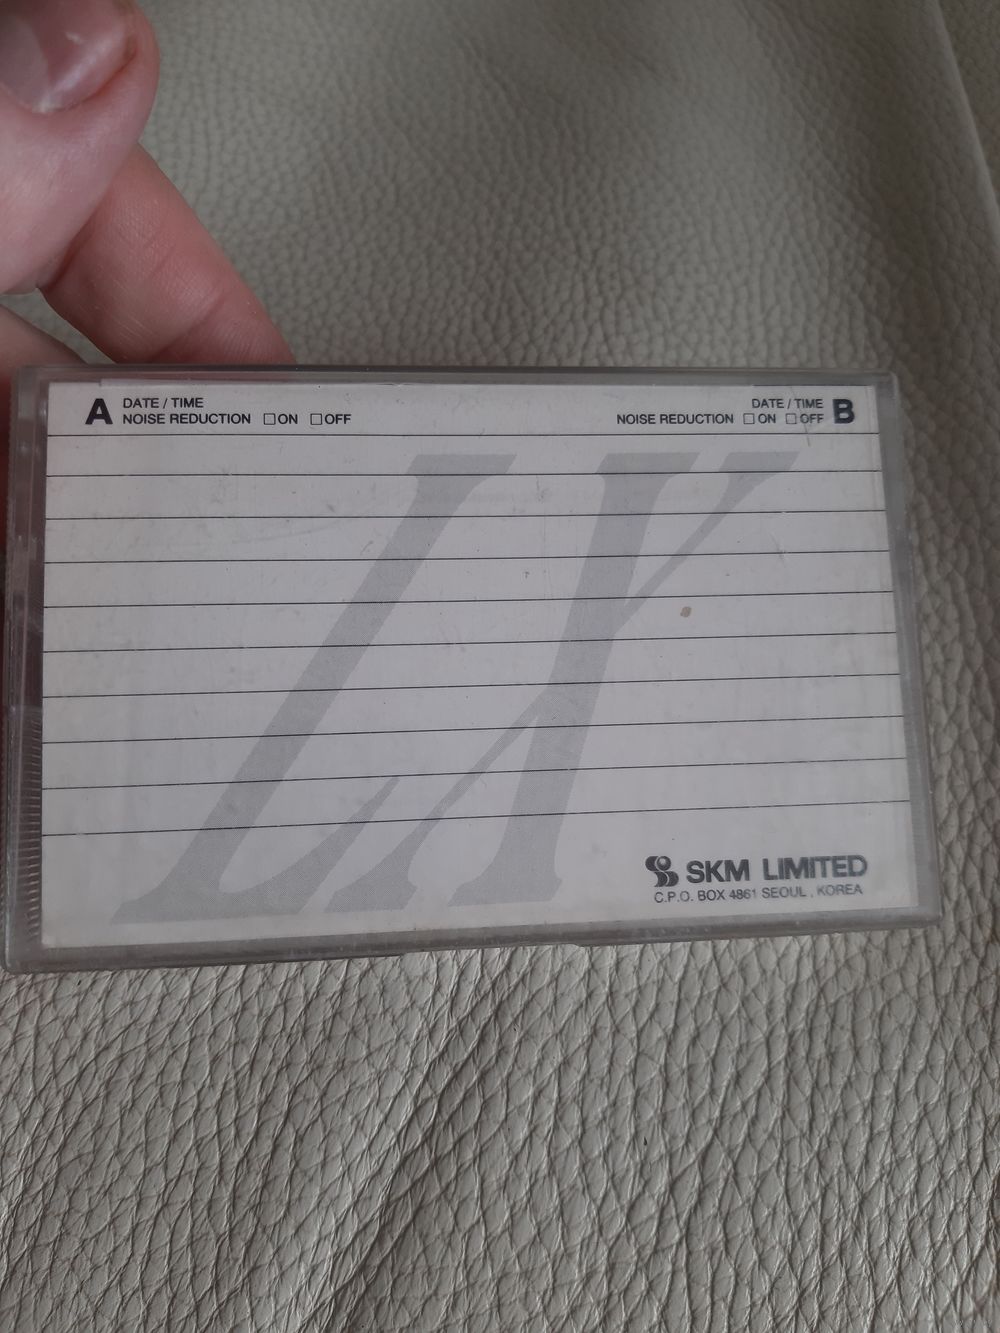 A DATE / TIME
NOISE REDUCTION ☐ ON ☐ OFF
DATE / TIME B
NOISE REDUCTION ☐ ON ☐ OFF
LX
SKM LIMITED
C.P.O. BOX 4861 SEOUL, KOREA